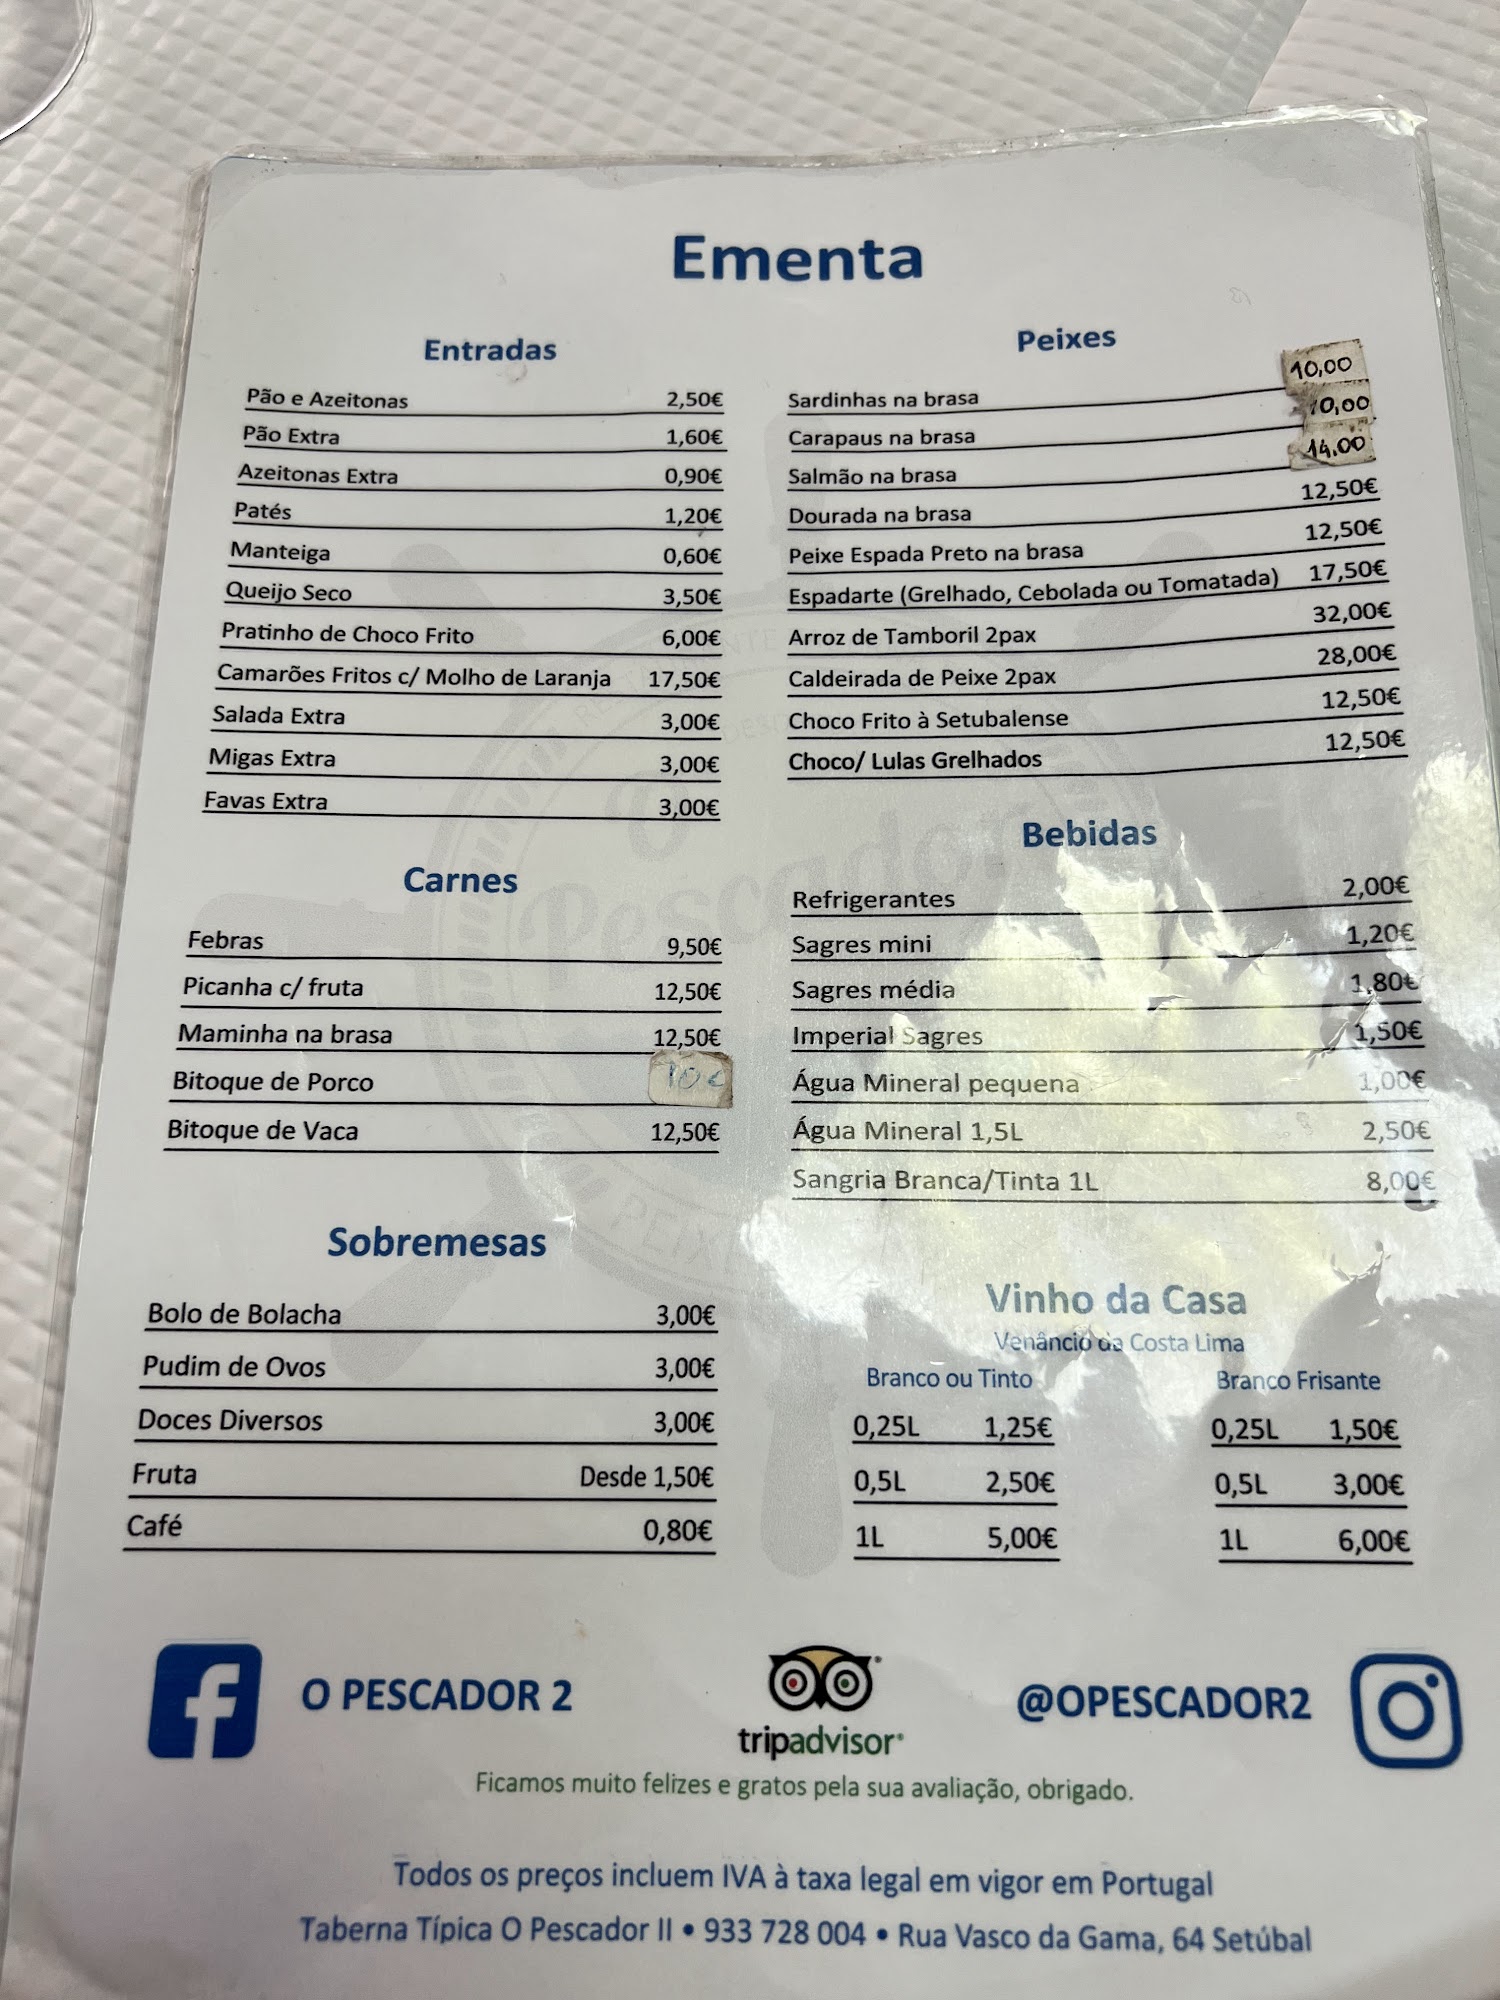 Ementa
Entradas
Pão e Azeitonas 2,50€
Pão Extra 1,60€
Azeitonas Extra 0,90€
Patés 1,20€
Manteiga 0,60€
Queijo Seco 3,50€
Pratinho de Choco Frito 6,00€
Camarões Fritos c/ Molho de Laranja 17,50€
Salada Extra 3,00€
Migas Extra 3,00€
Favas Extra 3,00€
Carnes
Febras 9,50€
Picanha c/ fruta 12,50€
Maminha na brasa 12,50€
Bitoque de Porco 10€
Bitoque de Vaca 12,50€
Sobremesas
Bolo de Bolacha 3,00€
Pudim de Ovos 3,00€
Doces Diversos 3,00€
Fruta Desde 1,50€
Café 0,80€
Peixes
Sardinhas na brasa 10,00
Carapaus na brasa 10,00
Salmão na brasa 14,00
Dourada na brasa 12,50€
Peixe Espada Preto na brasa 12,50€
Espadarte (Grelhado, Cebolada ou Tomatada) 17,50€
Arroz de Tamboril 2pax 32,00€
Caldeirada de Peixe 2pax 28,00€
Choco Frito à Setubalense 12,50€
Choco/ Lulas Grelhados 12,50€
Bebidas
Refrigerantes 2,00€
Sagres mini 1,20€
Sagres média 1,80€
Imperial Sagres 1,50€
Água Mineral pequena 1,00€
Água Mineral 1,5L 2,50€
Sangria Branca/Tinta 1L 8,00€
Vinho da Casa
Venâncio da Costa Lima
Branco ou Tinto Branco Frisante
0,25L 1,25€ 0,25L 1,50€
0,5L 2,50€ 0,5L 3,00€
1L 5,00€ 1L 6,00€
O PESCADOR 2
tripadvisor
@OPESCADOR2
Ficamos muito felizes e gratos pela sua avaliação, obrigado.
Todos os preços incluem IVA à taxa legal em vigor em Portugal
Taberna Típica O Pescador II • 933 728 004 • Rua Vasco da Gama, 64 Setúbal